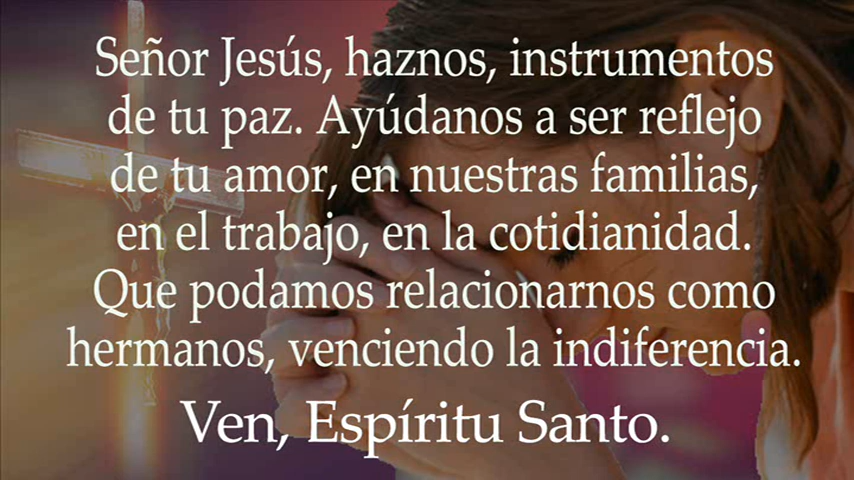 Señor Jesús, haznos, instrumentos
de tu paz. Ayúdanos a ser reflejo
de tu amor, en nuestras familias,
en el trabajo, en la cotidianidad.
Que podamos relacionarnos como
hermanos, venciendo la indiferencia.
Ven, Espíritu Santo.